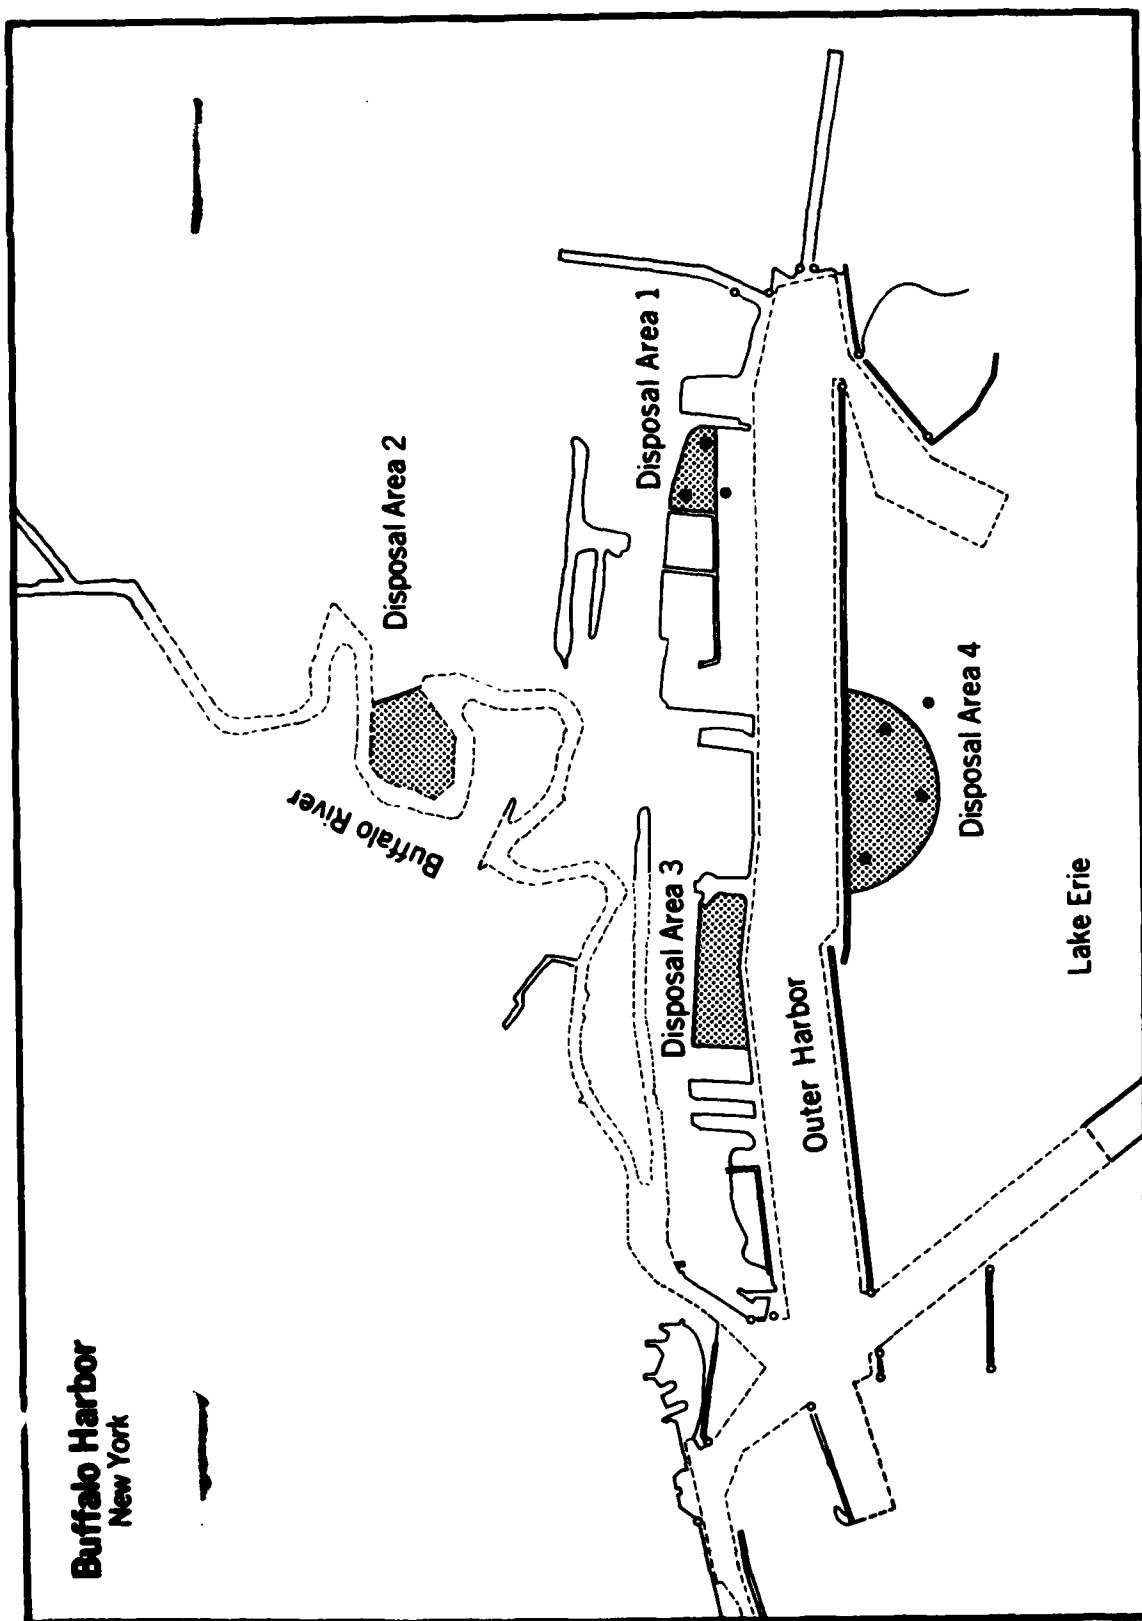 Buffalo Harbor
New York
Buffalo River
Disposal Area 2
Disposal Area 1
Disposal Area 3
Outer Harbor
Disposal Area 4
Lake Erie